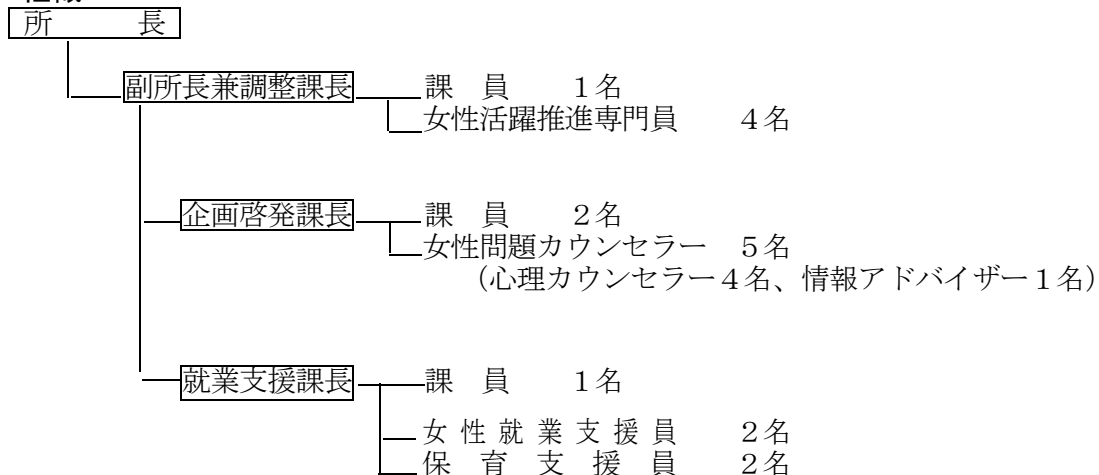 所　　　長
副所長兼調整課長　課　員　　１名
女性活躍推進専門員　　４名
企画啓発課長　課　員　　２名
女性問題カウンセラー　５名
（心理カウンセラー４名、情報アドバイザー１名）
就業支援課長　課　員　　１名
女性就業支援員　　２名
保育支援員　　２名